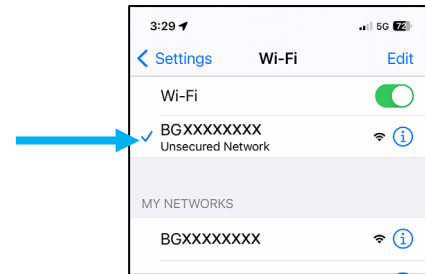 3:29 5G 72
Settings Wi-Fi Edit
Wi-Fi
BGXXXXXXXX
Unsecured Network
MY NETWORKS
BGXXXXXXXX